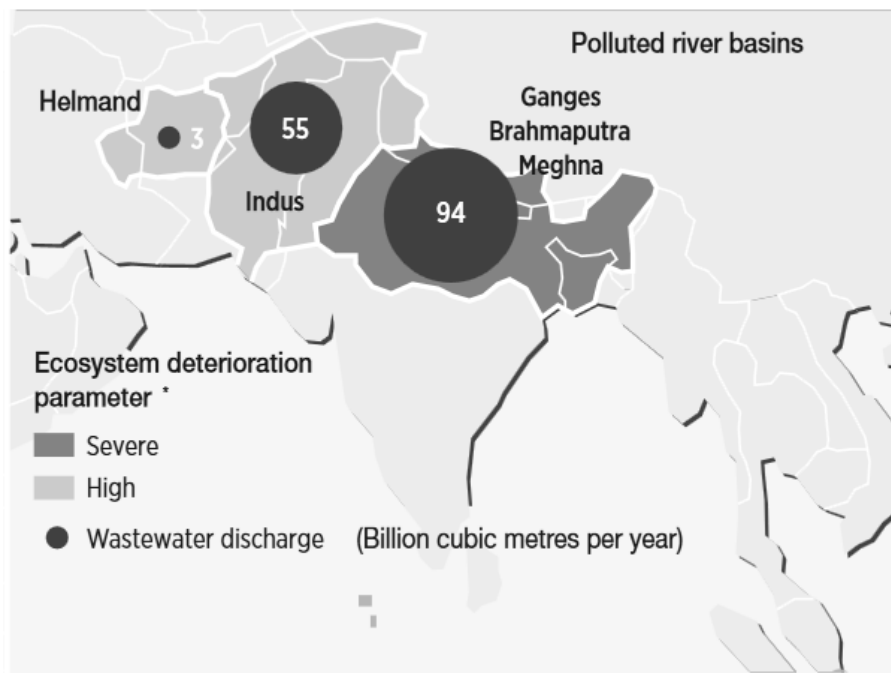 Polluted river basins
Helmand
3
55
Indus
Ganges
Brahmaputra
Meghna
94
Ecosystem deterioration
parameter *
Severe
High
Wastewater discharge (Billion cubic metres per year)